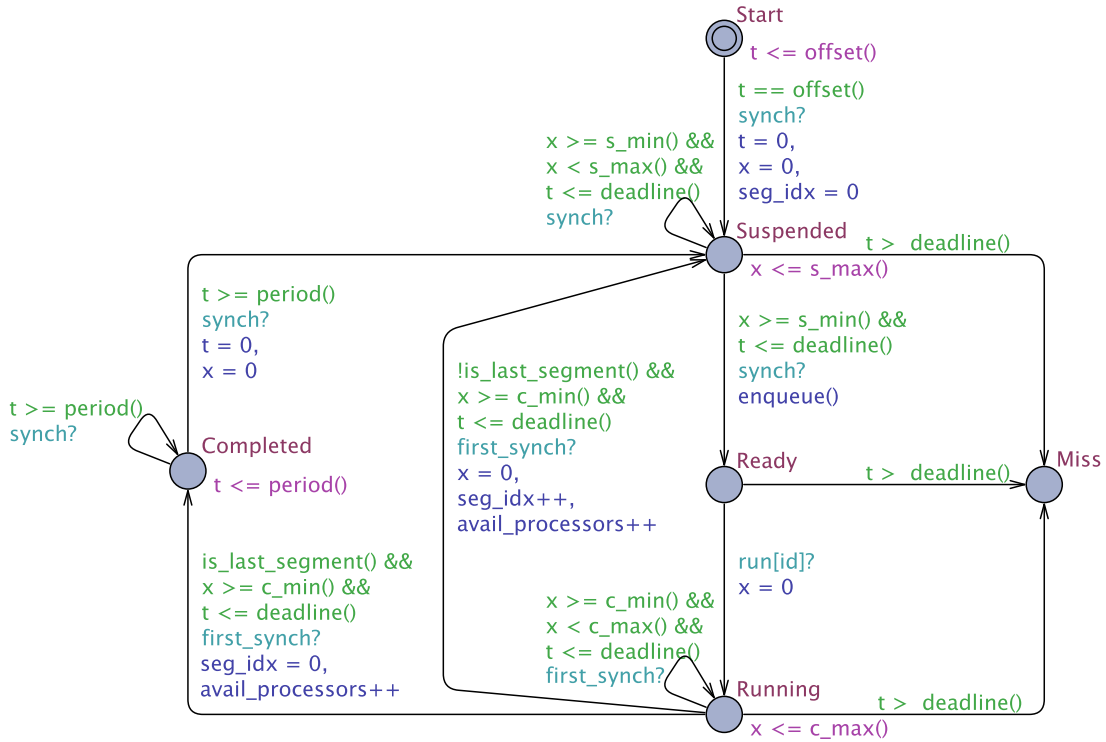 Start
t <= offset()
t == offset()
synch?
t = 0,
x = 0,
seg_idx = 0
x >= s_min() &&
x < s_max() &&
t <= deadline()
synch?
Suspended
x <= s_max()
t >  deadline()
t >= period()
synch?
t = 0,
x = 0
x >= s_min() &&
t <= deadline()
synch?
enqueue()
!is_last_segment() &&
x >= c_min() &&
t <= deadline()
first_synch?
x = 0,
seg_idx++,
avail_processors++
t >= period()
synch?
Completed
t <= period()
Ready
t >  deadline()
Miss
is_last_segment() &&
x >= c_min() &&
t <= deadline()
first_synch?
seg_idx = 0,
avail_processors++
run[id]?
x = 0
x >= c_min() &&
x < c_max() &&
t <= deadline()
first_synch?
Running
x <= c_max()
t >  deadline()